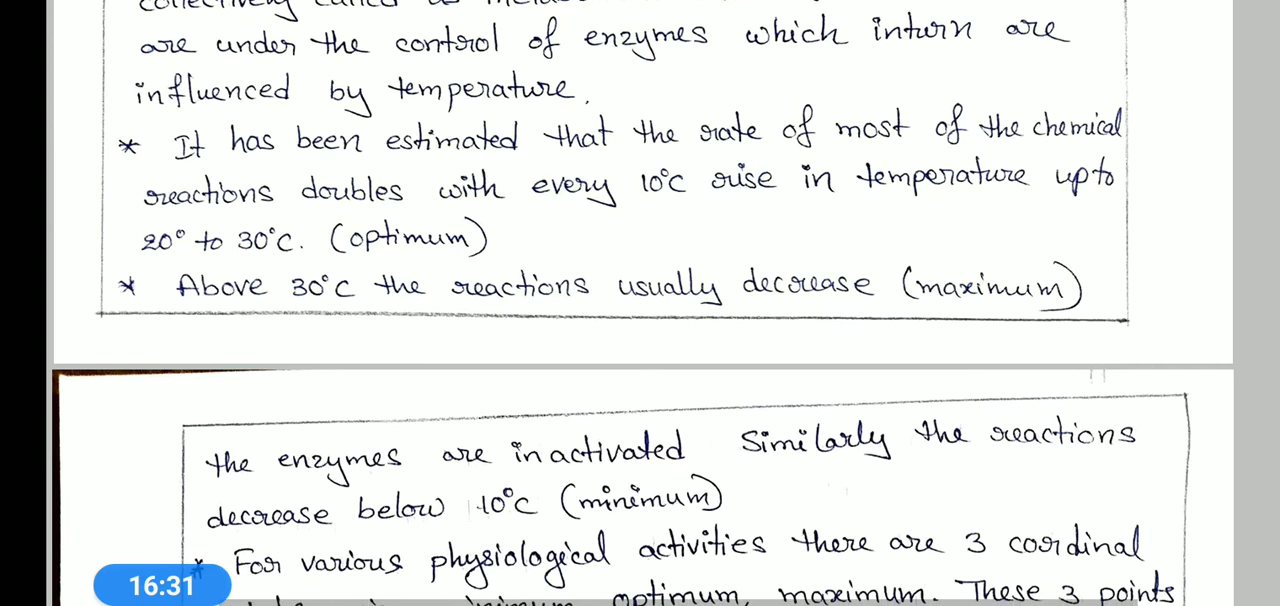 are under the control of enzymes which inturn are
influenced by temperature.
* It has been estimated that the rate of most of the chemical
reactions doubles with every 10°c rise in temperature upto
20° to 30°c. (optimum)
* Above 30°c the reactions usually decrease (maximum)
the enzymes are inactivated Similarly the reactions
decrease below 10°c (minimum)
* For various physiological activities there are 3 cordinal
optimum, maximum. These 3 points
16:31